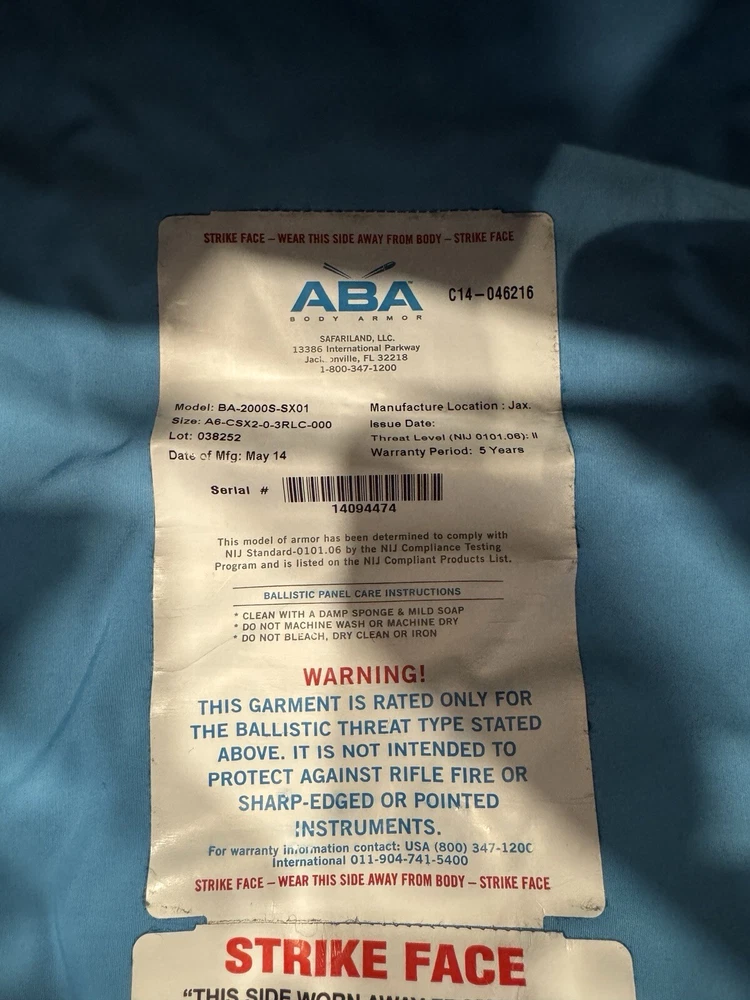 STRIKE FACE – WEAR THIS SIDE AWAY FROM BODY – STRIKE FACE
ABA™ C14-046216
BODY ARMOR
SAFARILAND, LLC.
13386 International Parkway
FL 32218
1-800-347-1200
Model: BA-2000S-SX01 Manufacture Location : Jax.
Size: A6-CSX2-0-3RLC-000 Issue Date:
Lot: 038252 Threat Level (NIJ 0101.06): II
Date of Mfg: May 14 Warranty Period: 5 Years
Serial #
14094474
This model of armor has been determined to comply with
NIJ Standard-0101.06 by the NIJ Compliance Testing
Program and is listed on the NIJ Compliant Products List.
BALLISTIC PANEL CARE INSTRUCTIONS
* CLEAN WITH A DAMP SPONGE & MILD SOAP
* DO NOT MACHINE WASH OR MACHINE DRY
* DO NOT BLEACH, DRY CLEAN OR IRON
WARNING!
THIS GARMENT IS RATED ONLY FOR
THE BALLISTIC THREAT TYPE STATED
ABOVE. IT IS NOT INTENDED TO
PROTECT AGAINST RIFLE FIRE OR
SHARP-EDGED OR POINTED
INSTRUMENTS.
For warranty information contact: USA (800) 347-1200
International 011-904-741-5400
STRIKE FACE – WEAR THIS SIDE AWAY FROM BODY – STRIKE FACE
STRIKE FACE
"THIS SIDE WORN AWAY